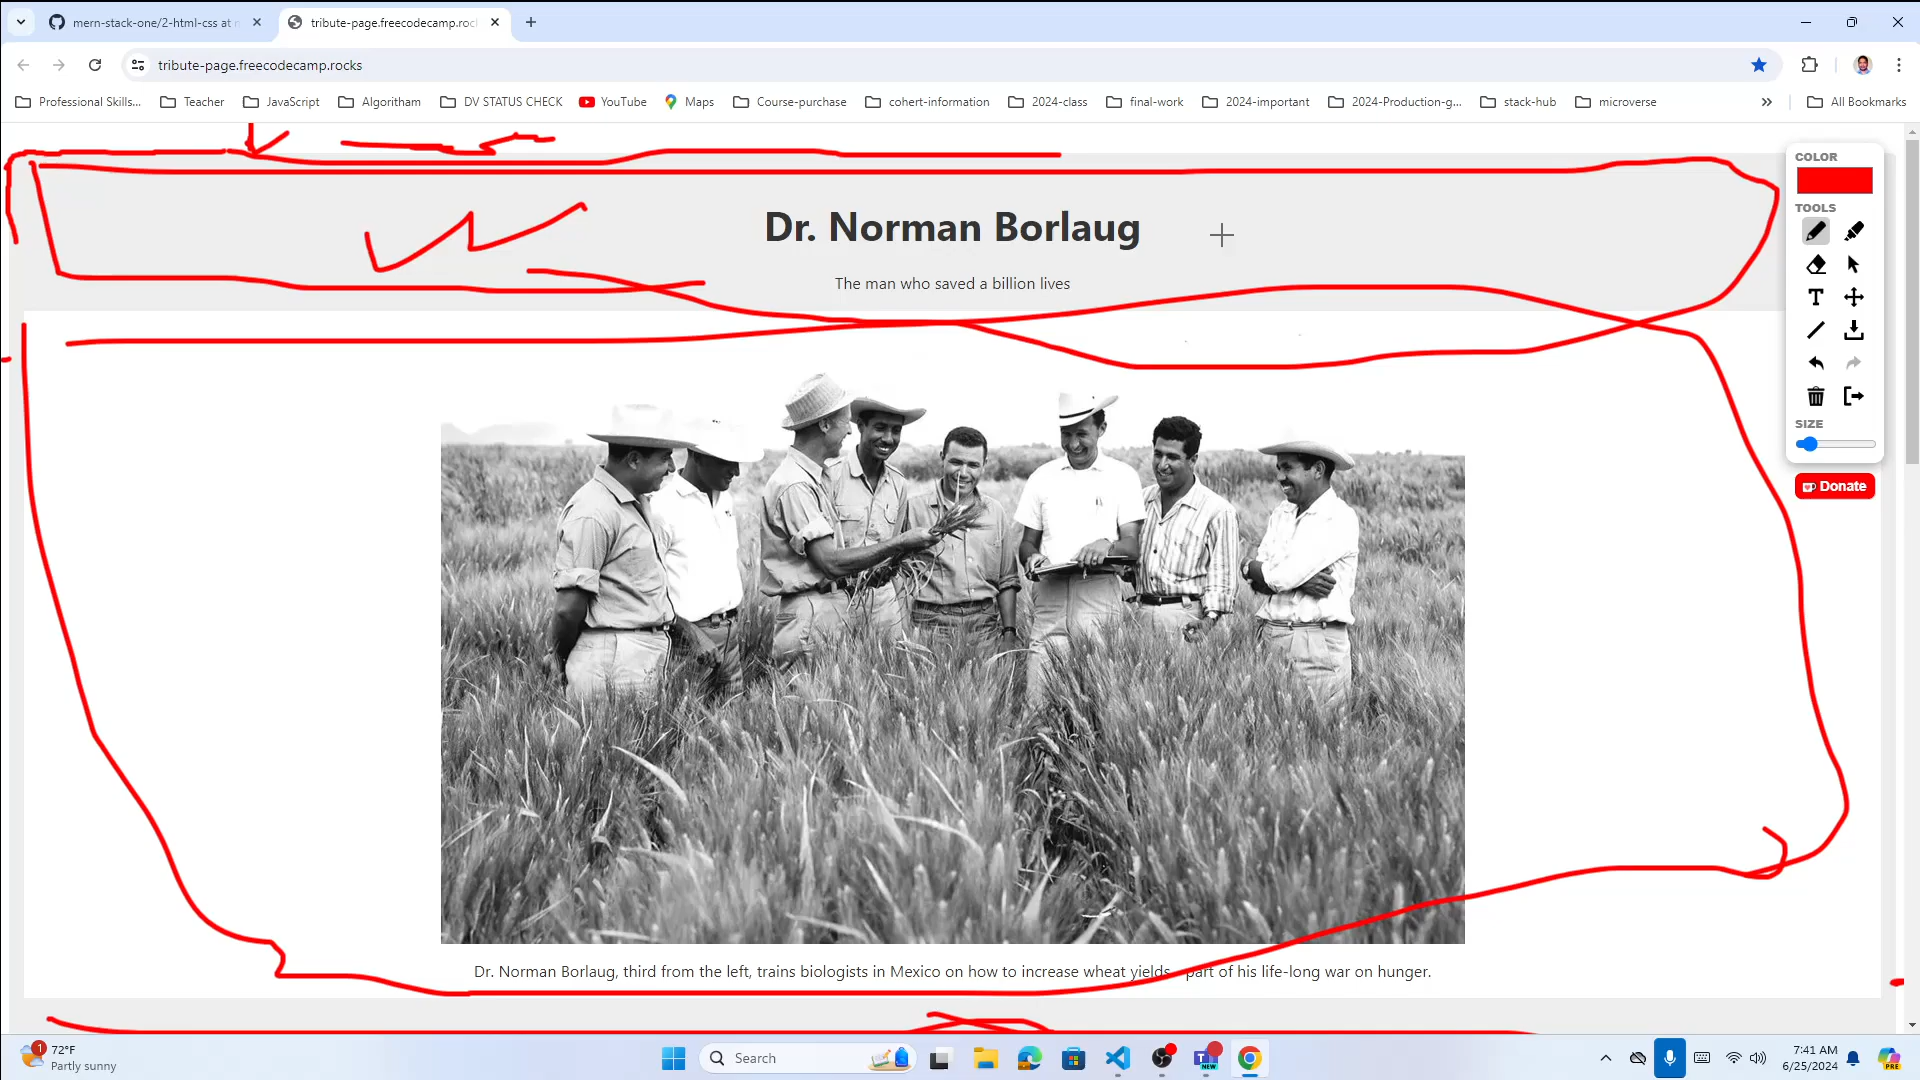 mern-stack-one/2-html-css at
tribute-page.freecodecamp.roc
tribute-page.freecodecamp.rocks
Professional Skills...
Teacher
JavaScript
Algoritham
DV STATUS CHECK
YouTube
Maps
Course-purchase
cohert-information
2024-class
final-work
2024-important
2024-Production-g...
stack-hub
microverse
All Bookmarks
COLOR
TOOLS
SIZE
Donate
Dr. Norman Borlaug
The man who saved a billion lives
Dr. Norman Borlaug, third from the left, trains biologists in Mexico on how to increase wheat yields - part of his life-long war on hunger.
1
72°F
Partly sunny
Search
NEW
7:41 AM
6/25/2024
PRE